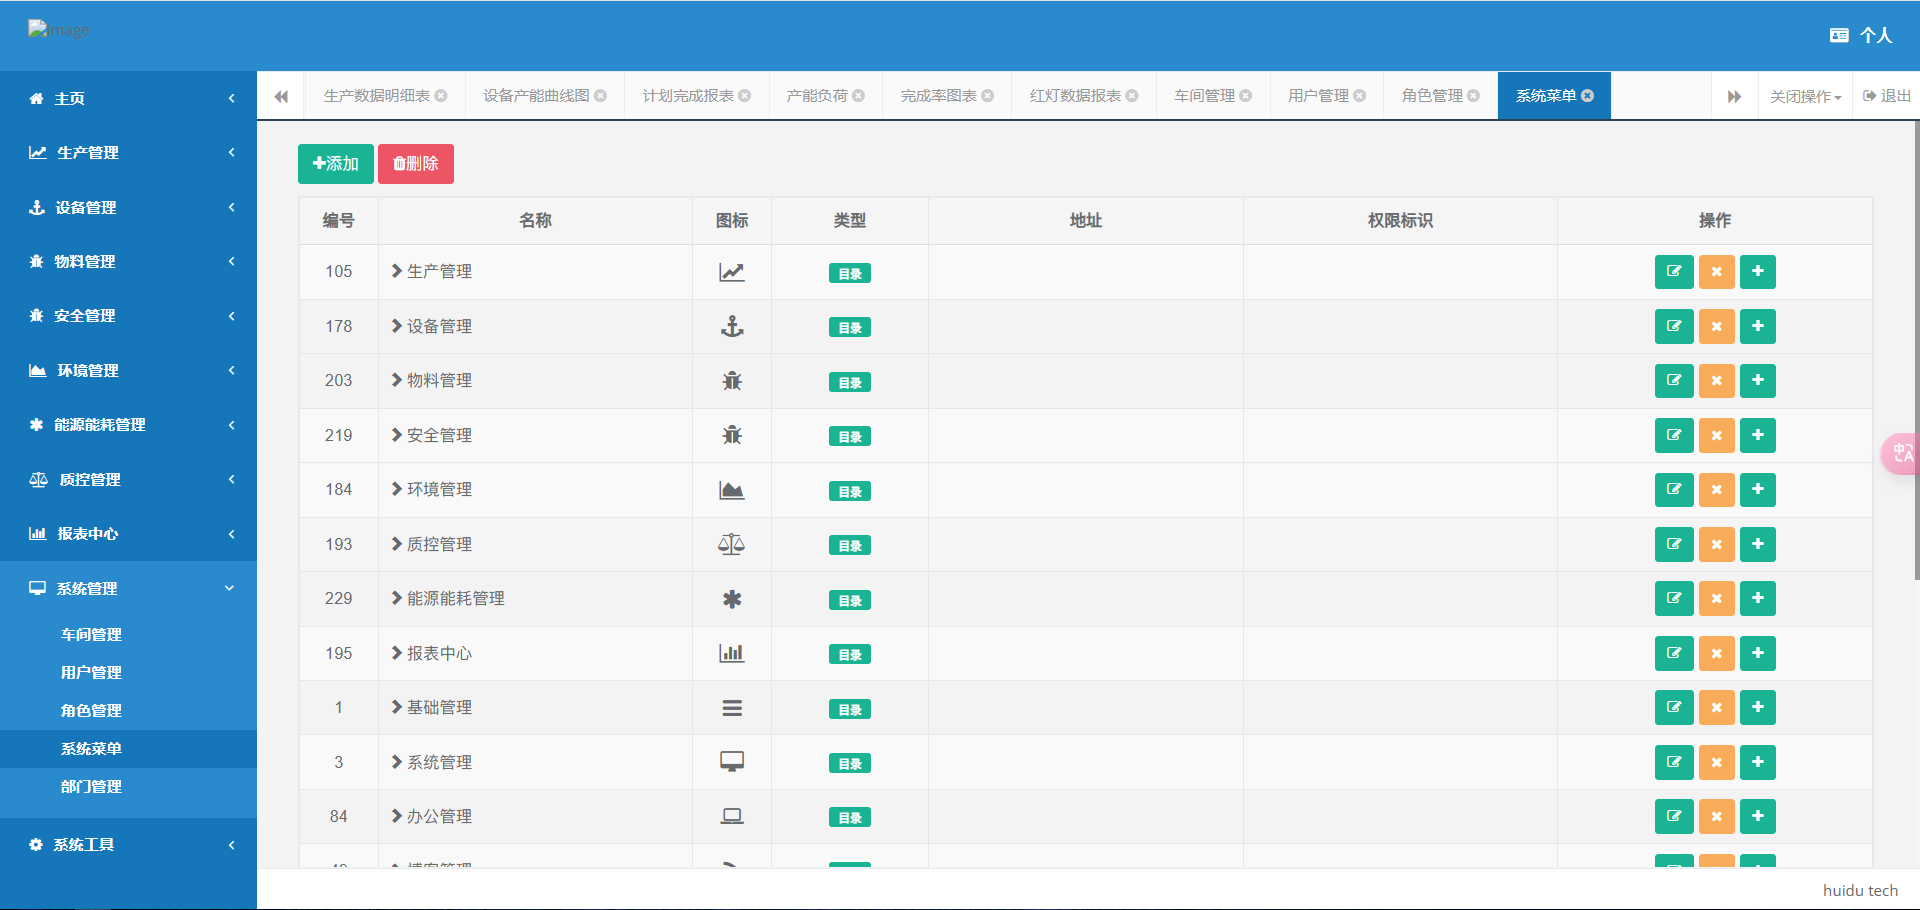 Image
个人
主页
生产管理
设备管理
物料管理
安全管理
环境管理
能源能耗管理
质控管理
报表中心
系统管理
车间管理
用户管理
角色管理
系统菜单
部门管理
系统工具
生产数据明细表 设备产能曲线图 计划完成报表 产能负荷 完成率图表 红灯数据报表 车间管理 用户管理 角色管理 系统菜单 关闭操作 退出
添加 删除
编号 名称 图标 类型 地址 权限标识 操作
105 生产管理 目录
178 设备管理 目录
203 物料管理 目录
219 安全管理 目录
184 环境管理 目录
193 质控管理 目录
229 能源能耗管理 目录
195 报表中心 目录
1 基础管理 目录
3 系统管理 目录
84 办公管理 目录
中 A
huidu tech